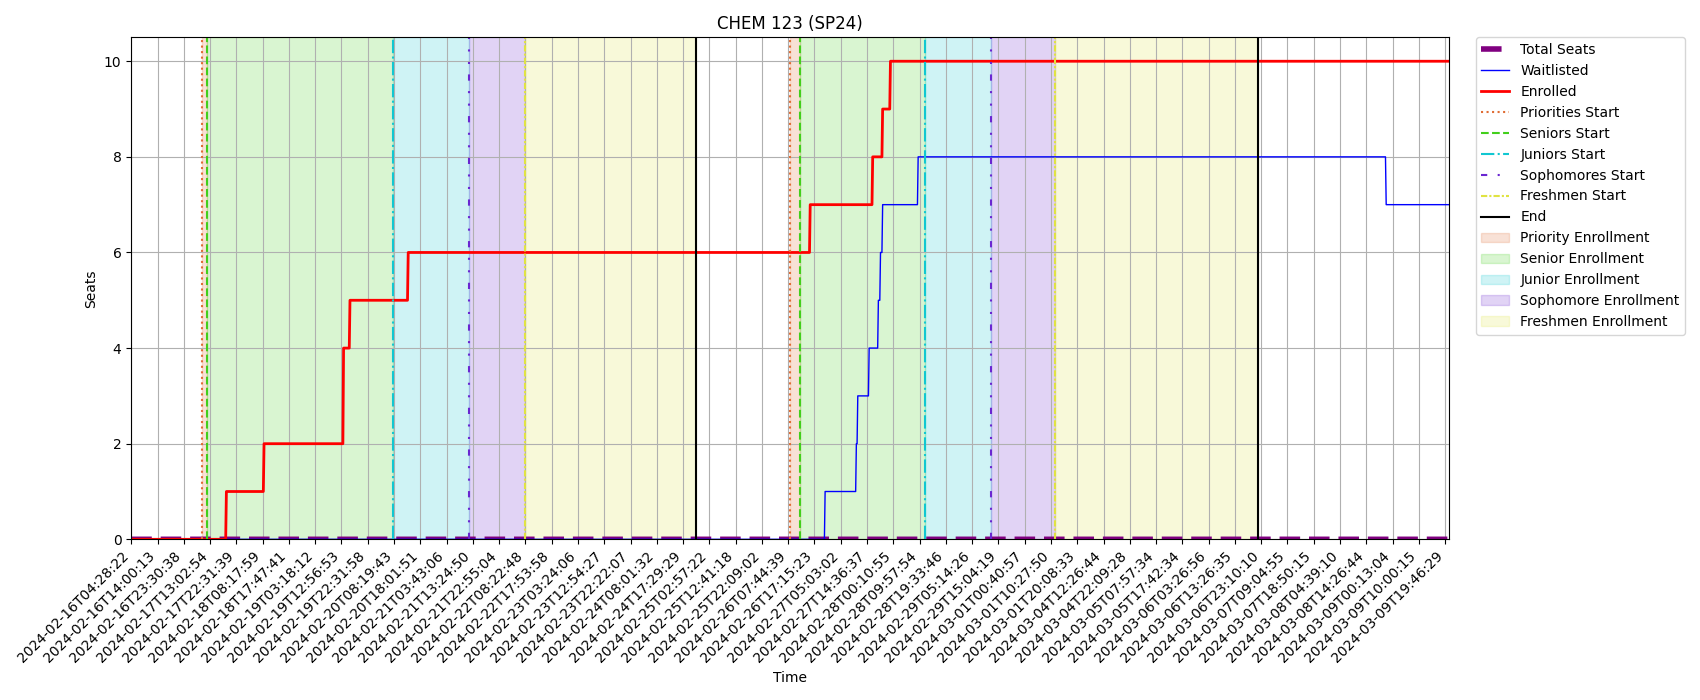 CHEM 123 (SP24)
Total Seats
Waitlisted
Enrolled
Priorities Start
Seniors Start
Juniors Start
Sophomores Start
Freshmen Start
End
Priority Enrollment
Senior Enrollment
Junior Enrollment
Sophomore Enrollment
Freshmen Enrollment
Seats
10
8
6
4
2
0
2024-02-16T04:28:22
2024-02-16T14:00:13
2024-02-16T23:30:38
2024-02-17T13:02:54
2024-02-17T22:31:39
2024-02-18T08:17:59
2024-02-18T17:47:41
2024-02-19T03:18:12
2024-02-19T12:56:53
2024-02-19T22:31:58
2024-02-20T08:19:43
2024-02-20T18:01:51
2024-02-21T03:43:06
2024-02-21T13:24:50
2024-02-21T22:55:04
2024-02-22T08:22:48
2024-02-22T17:53:58
2024-02-23T03:24:06
2024-02-23T12:54:27
2024-02-23T22:22:07
2024-02-24T08:01:32
2024-02-24T17:29:29
2024-02-25T02:57:22
2024-02-25T12:41:18
2024-02-25T22:09:02
2024-02-26T07:44:39
2024-02-26T17:15:23
2024-02-27T05:03:02
2024-02-27T14:36:37
2024-02-28T00:10:55
2024-02-28T09:57:54
2024-02-28T19:33:46
2024-02-29T05:14:26
2024-02-29T15:04:19
2024-03-01T00:40:57
2024-03-01T10:27:50
2024-03-01T20:08:33
2024-03-04T12:26:44
2024-03-04T22:09:28
2024-03-05T07:57:34
2024-03-05T17:42:34
2024-03-06T03:26:56
2024-03-06T13:26:35
2024-03-06T23:10:10
2024-03-07T09:04:55
2024-03-07T18:50:15
2024-03-08T04:39:10
2024-03-08T14:26:44
2024-03-09T00:13:04
2024-03-09T10:00:15
2024-03-09T19:46:29
Time